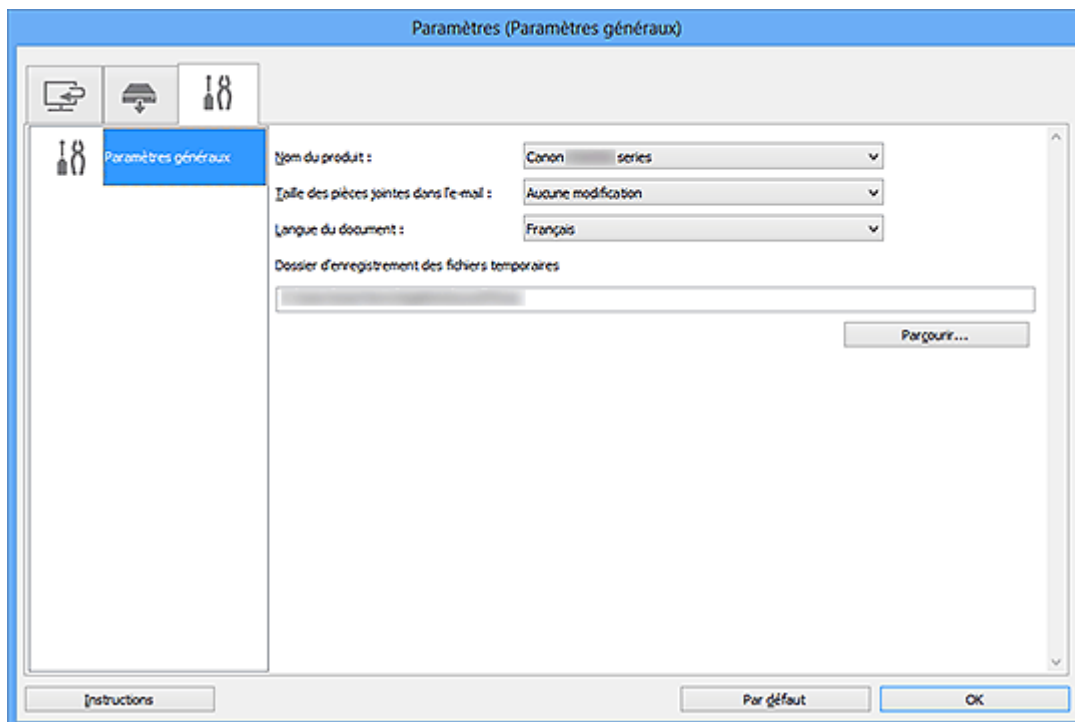 Paramètres (Paramètres généraux)
Paramètres généraux
Nom du produit :
Canon series
Taille des pièces jointes dans l'e-mail :
Aucune modification
Langue du document :
Français
Dossier d'enregistrement des fichiers temporaires
Parcourir...
Instructions
Par défaut
OK